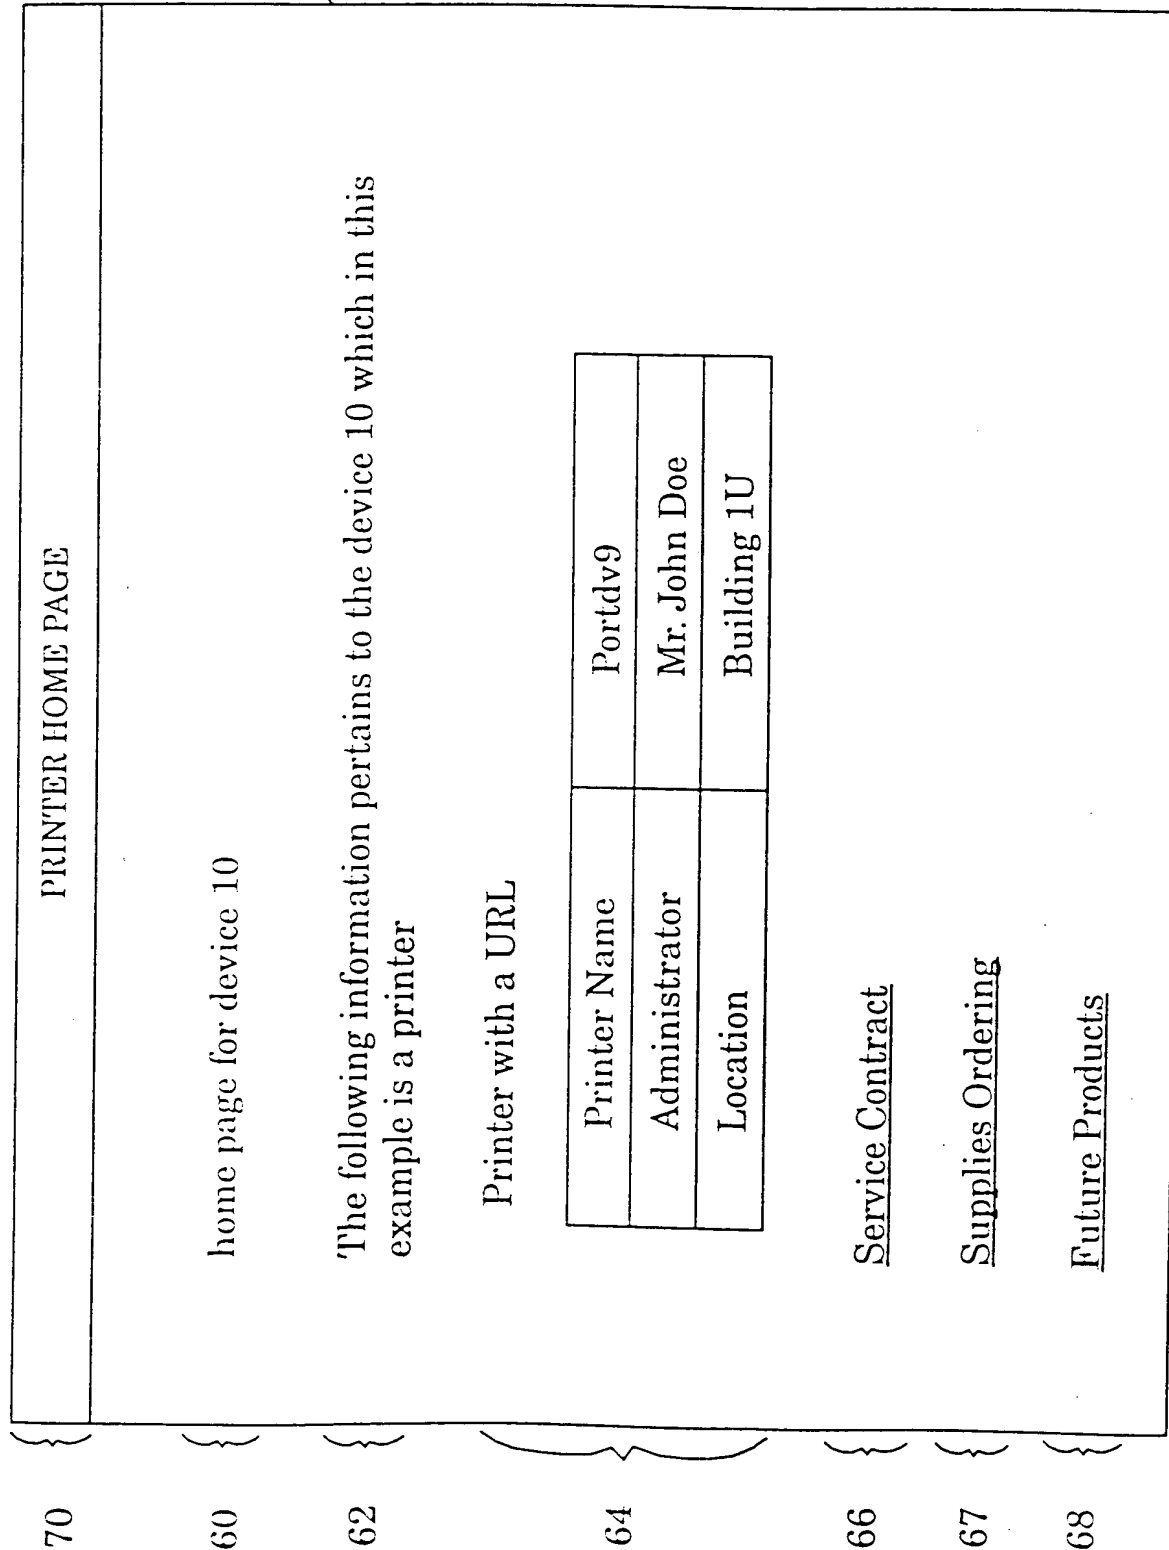 70 PRINTER HOME PAGE
60 home page for device 10
62 The following information pertains to the device 10 which in this
example is a printer
Printer with a URL
64
Printer Name Portdv9
Administrator Mr. John Doe
Location Building 1U
66 Service Contract
67 Supplies Ordering
68 Future Products